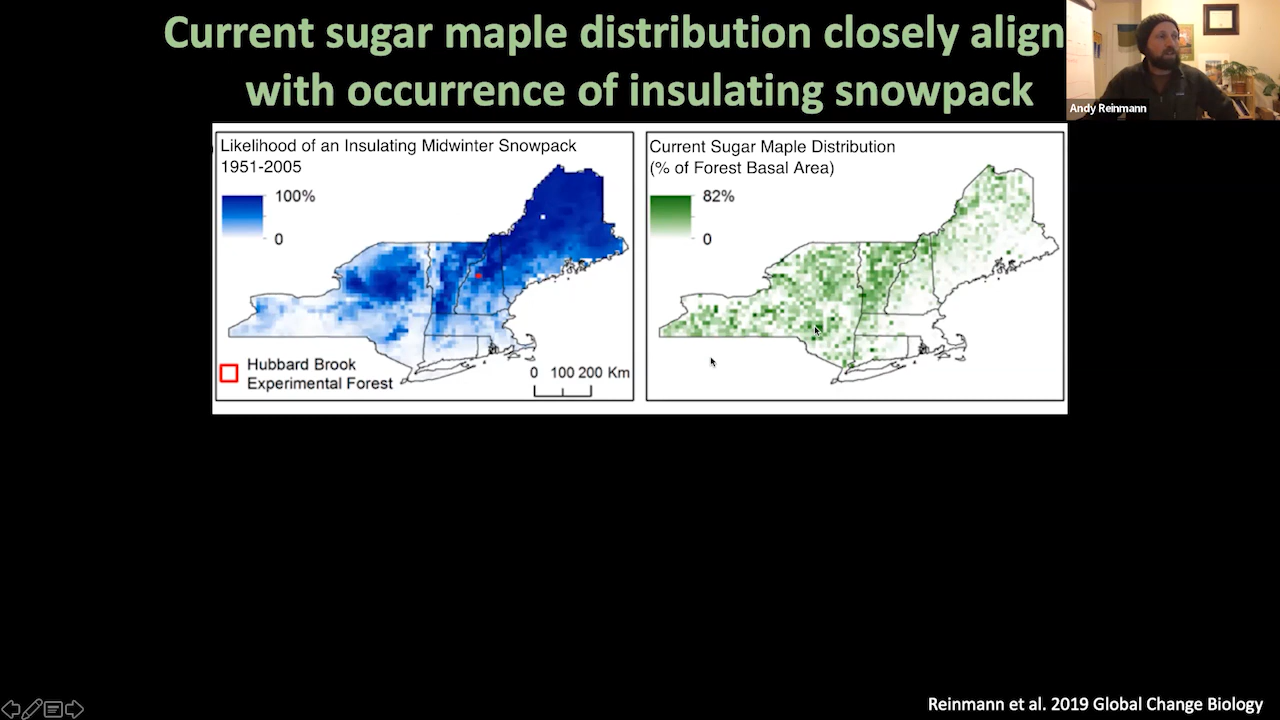 Current sugar maple distribution closely align
with occurrence of insulating snowpack
Andy Reinmann
Likelihood of an Insulating Midwinter Snowpack
1951-2005
100%
0
Hubbard Brook
Experimental Forest
0 100 200 Km
Current Sugar Maple Distribution
(% of Forest Basal Area)
82%
0
Reinmann et al. 2019 Global Change Biology